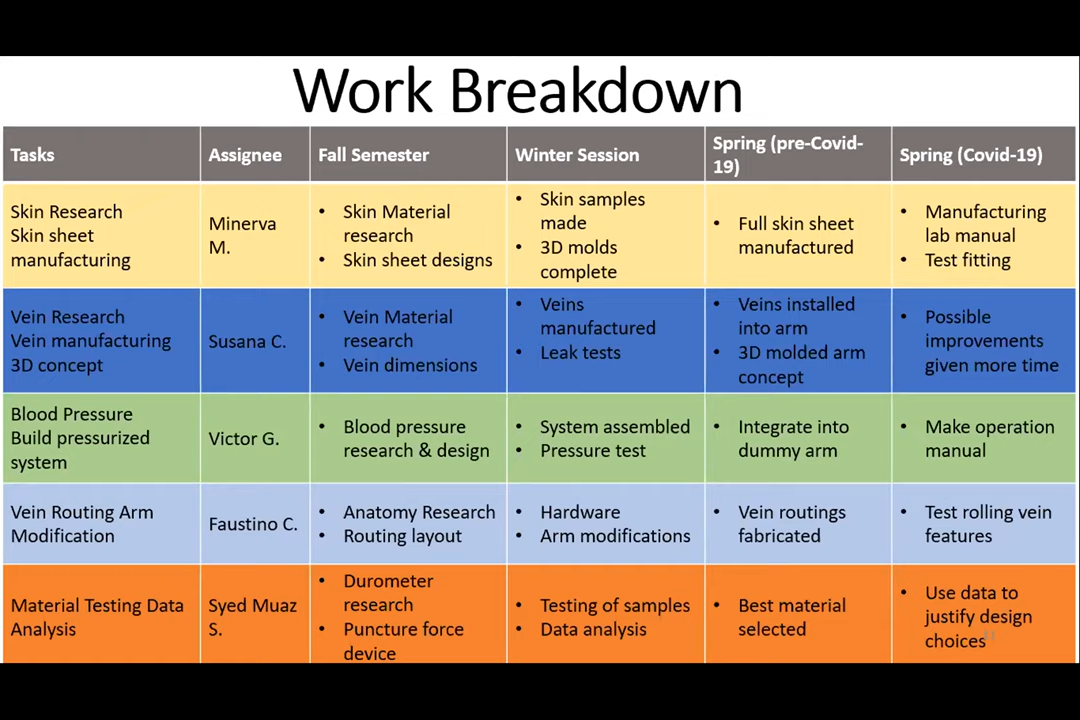 Work Breakdown
Tasks
Assignee
Fall Semester
Winter Session
Spring (pre-Covid-
19)
Spring (Covid-19)
Skin Research
Skin sheet
manufacturing
Minerva
M.
• Skin Material
research
• Skin sheet designs
• Skin samples
made
• 3D molds
complete
• Full skin sheet
manufactured
• Manufacturing
lab manual
• Test fitting
Vein Research
Vein manufacturing
3D concept
Susana C.
• Vein Material
research
• Vein dimensions
• Veins
manufactured
• Leak tests
• Veins installed
into arm
• 3D molded arm
concept
• Possible
improvements
given more time
Blood Pressure
Build pressurized
system
Victor G.
• Blood pressure
research & design
• System assembled
• Pressure test
• Integrate into
dummy arm
• Make operation
manual
Vein Routing Arm
Modification
Faustino C.
• Anatomy Research
• Routing layout
• Hardware
• Arm modifications
• Vein routings
fabricated
• Test rolling vein
features
Material Testing Data
Analysis
Syed Muaz
S.
• Durometer
research
• Puncture force
device
• Testing of samples
• Data analysis
• Best material
selected
• Use data to
justify design
choices